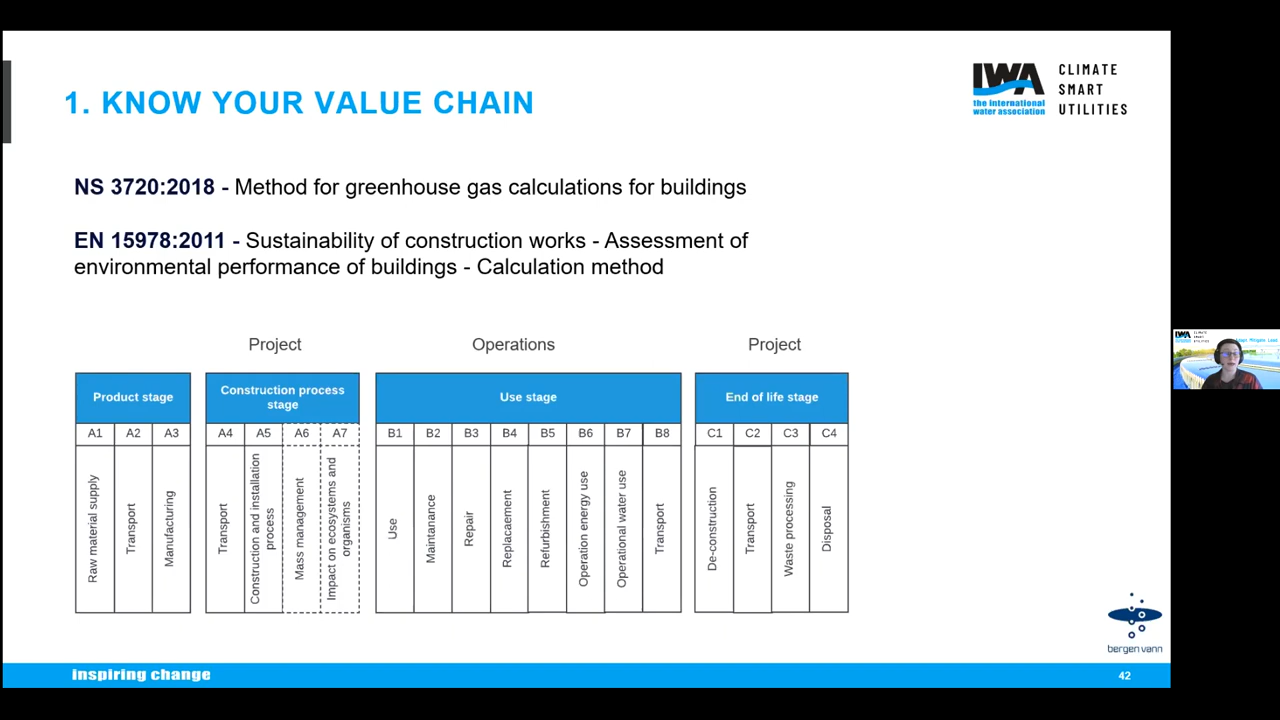 1. KNOW YOUR VALUE CHAIN
IWA
the international
water association
CLIMATE
SMART
UTILITIES
NS 3720:2018 - Method for greenhouse gas calculations for buildings
EN 15978:2011 - Sustainability of construction works - Assessment of
environmental performance of buildings - Calculation method
Project
Operations
Project
Product stage
Construction process
stage
Use stage
End of life stage
A1
A2
A3
A4
A5
A6
A7
B1
B2
B3
B4
B5
B6
B7
B8
C1
C2
C3
C4
Raw material supply
Transport
Manufacturing
Transport
Construction and installation
process
Mass management
Impact on ecosystems and
organisms
Use
Maintanance
Repair
Replacaement
Refurbishment
Operation energy use
Operational water use
Transport
De-construction
Transport
Waste processing
Disposal
bergen vann
inspiring change
42
IWA